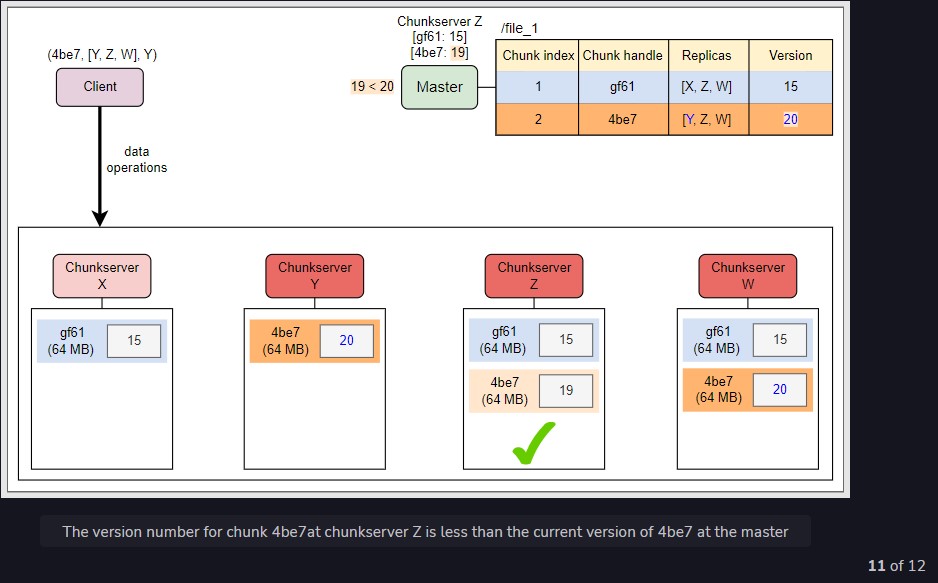 Chunkserver Z
[gf61: 15]
[4be7: 19]
/file_1
(4be7, [Y, Z, W], Y)
Client
19 < 20
Master
Chunk index Chunk handle Replicas Version
1 gf61 [X, Z, W] 15
2 4be7 [Y, Z, W] 20
data
operations
Chunkserver
X
gf61
(64 MB)
15
Chunkserver
Y
4be7
(64 MB)
20
Chunkserver
Z
gf61
(64 MB)
15
4be7
(64 MB)
19
Chunkserver
W
gf61
(64 MB)
15
4be7
(64 MB)
20
The version number for chunk 4be7at chunkserver Z is less than the current version of 4be7 at the master
11 of 12